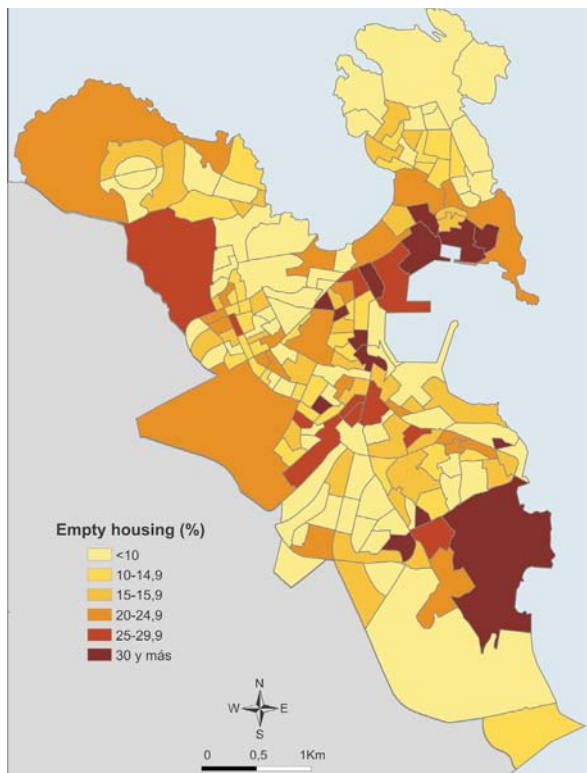 Empty housing (%)
<10
10-14,9
15-15,9
20-24,9
25-29,9
30 y más
N
W E
S
0 0,5 1Km